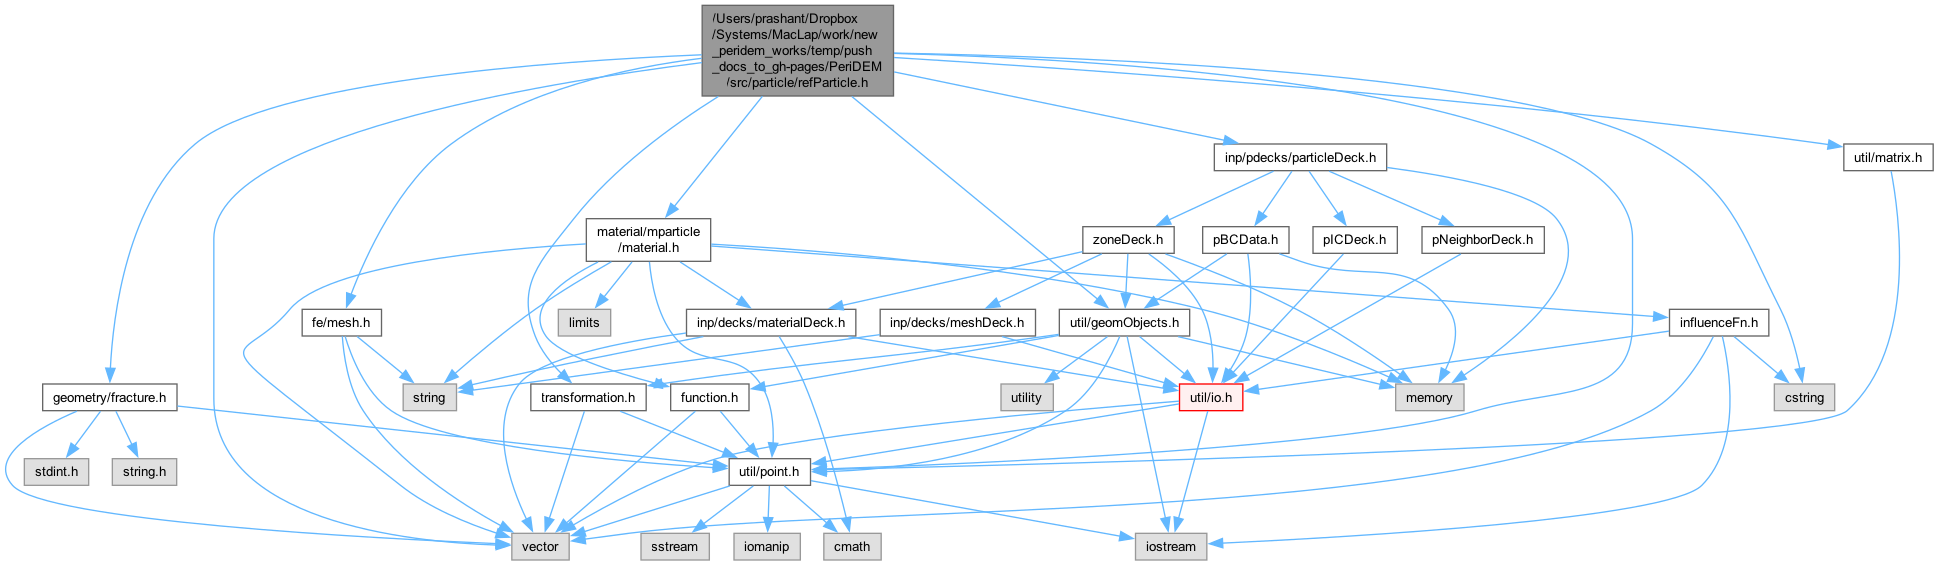 /Users/prashant/Dropbox
/Systems/MacLap/work/new
_peridem_works/temp/push
_docs_to_gh-pages/PeriDEM
/src/particle/refParticle.h
inp/pdecks/particleDeck.h
util/matrix.h
material/mparticle
/material.h
zoneDeck.h
pBCData.h
pICDeck.h
pNeighborDeck.h
fe/mesh.h
limits
inp/decks/materialDeck.h
inp/decks/meshDeck.h
util/geomObjects.h
influenceFn.h
geometry/fracture.h
string
transformation.h
function.h
utility
util/io.h
memory
cstring
stdint.h
string.h
util/point.h
vector
sstream
iomanip
cmath
iostream